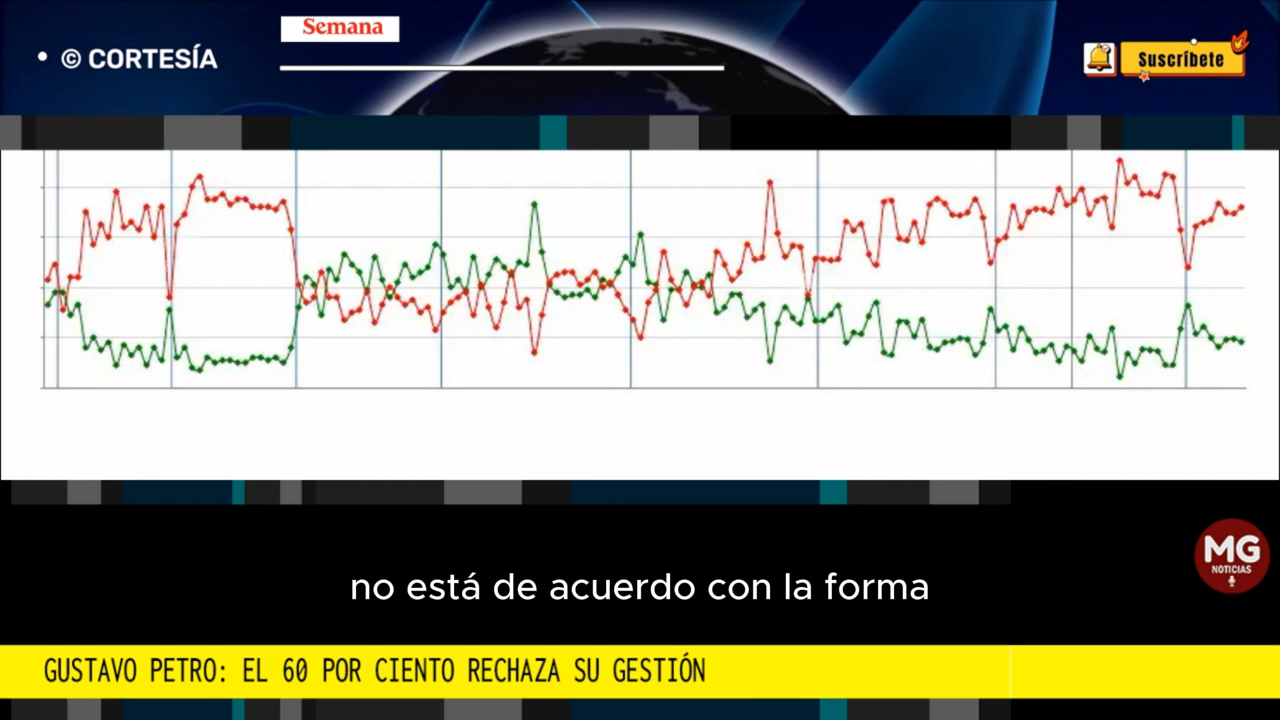 Semana
• © CORTESÍA
Suscríbete
MG
NOTICIAS
no está de acuerdo con la forma
GUSTAVO PETRO: EL 60 POR CIENTO RECHAZA SU GESTIÓN